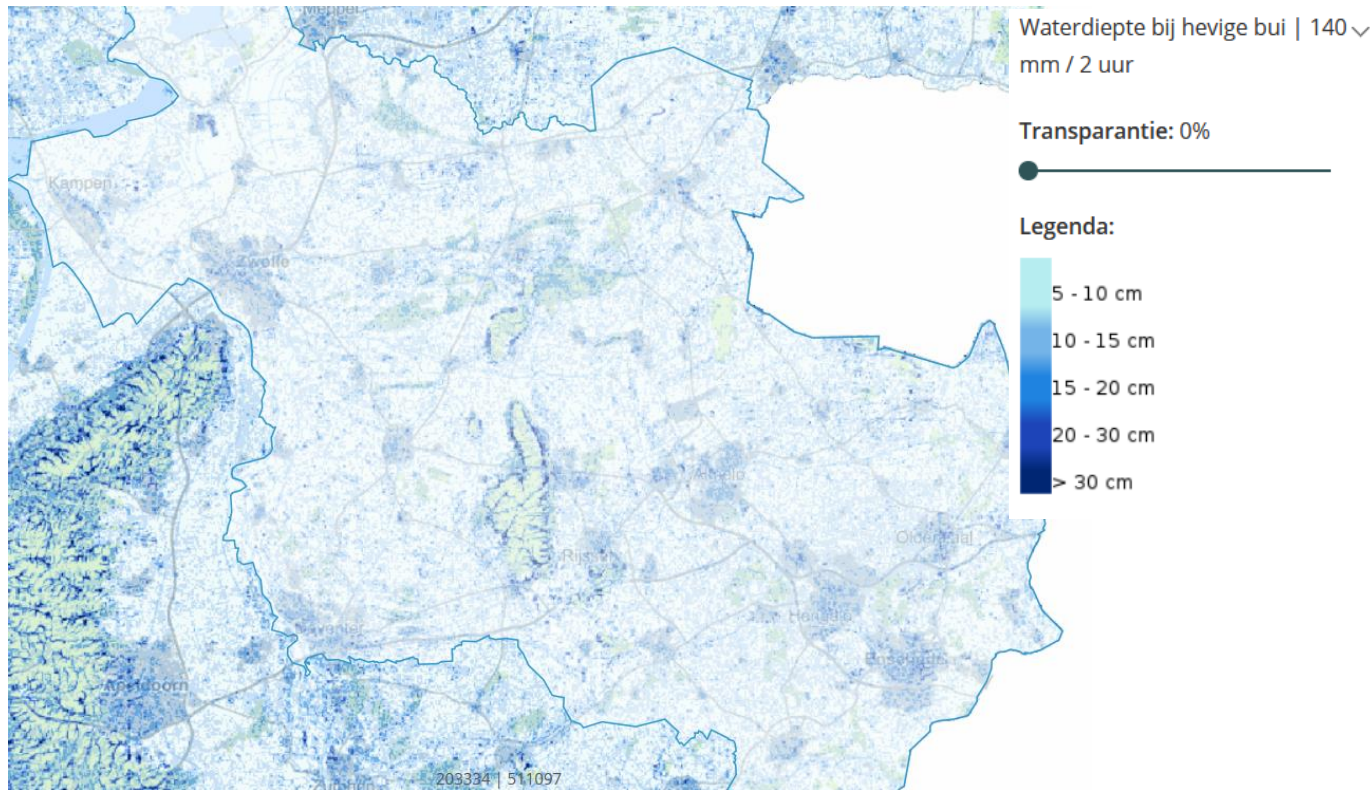 Meppel
Waterdiepte bij hevige bui | 140
mm / 2 uur
Transparantie: 0%
Kampen
Legenda:
Zwolle
5 - 10 cm
10 - 15 cm
15 - 20 cm
20 - 30 cm
> 30 cm
Almelo
Oldenzaal
Rijssen
Deventer
Hengelo
Enschede
Apeldoorn
203334 | 511097